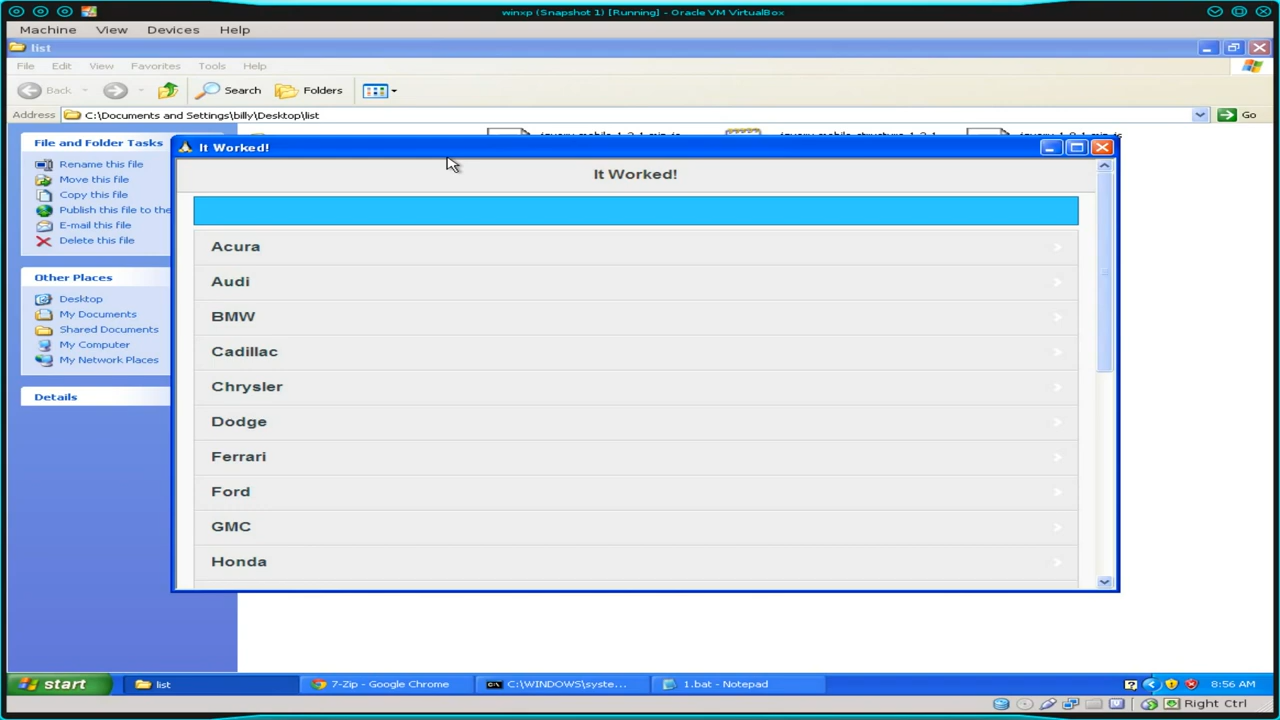 winxp (Snapshot 1) [Running] - Oracle VM VirtualBox
Machine View Devices Help
list
File Edit View Favorites Tools Help
Back Search Folders
Address C:\Documents and Settings\billy\Desktop\list Go
File and Folder Tasks
Rename this file
Move this file
Copy this file
Publish this file to the
E-mail this file
Delete this file
Other Places
Desktop
My Documents
Shared Documents
My Computer
My Network Places
Details
It Worked!
It Worked!
Acura
Audi
BMW
Cadillac
Chrysler
Dodge
Ferrari
Ford
GMC
Honda
start list 7-Zip - Google Chrome C:\WINDOWS\syste... 1.bat - Notepad 8:56 AM
Right Ctrl